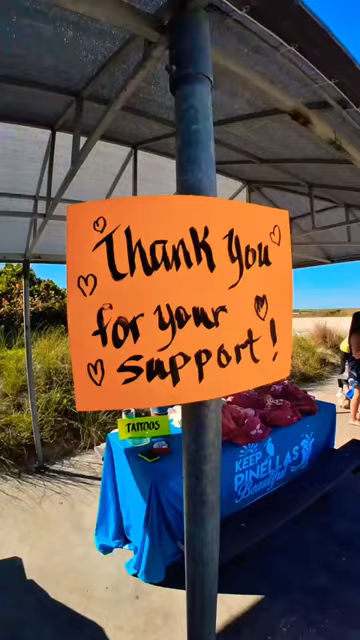 Thank you
for your
support!
TATTOOS
KEEP
PINELLAS
Beautiful